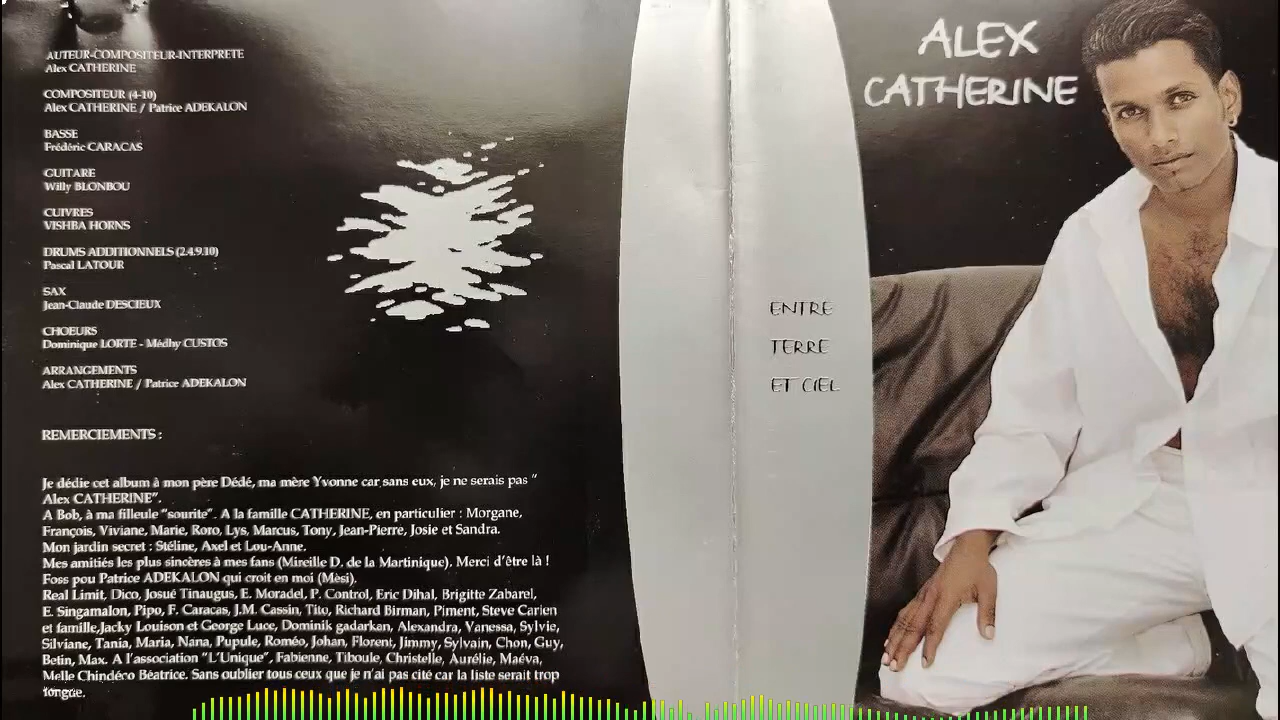 AUTEUR-COMPOSITEUR-INTERPRETE
Alex CATHERINE
COMPOSITEUR (4-10)
Alex CATHERINE / Patrice ADEKALON
BASSE
Frédéric CARACAS
GUITARE
Willy BLONBOU
CUIVRES
VISHBA HORNS
DRUMS ADDITIONNELS (2.4.9.10)
Pascal LATOUR
SAX
Jean-Claude DESCIEUX
CHOEURS
Dominique LORTE - Médhy CUSTOS
ARRANGEMENTS
Alex CATHERINE / Patrice ADEKALON
REMERCIEMENTS :
Je dédie cet album à mon père Dédé, ma mère Yvonne car sans eux, je ne serais pas "
Alex CATHERINE".
A Bob, à ma filleule "sourite". A la famille CATHERINE, en particulier : Morgane,
François, Viviane, Marie, Roro, Lys, Marcus, Tony, Jean-Pierre, Josie et Sandra.
Mon jardin secret : Stéline, Axel et Lou-Anne.
Mes amitiés les plus sincères à mes fans (Mireille D. de la Martinique). Merci d'être là !
Foss pou Patrice ADEKALON qui croit en moi (Mèsi).
Real Limit, Dico, Josué Tinaugus, E. Moradel, P. Control, Eric Dihal, Brigitte Zabarel,
E. Singamalon, Pipo, F. Caracas, J.M. Cassin, Tito, Richard Birman, Piment, Steve Carien
et famille,Jacky Louison et George Luce, Dominik gadarkan, Alexandra, Vanessa, Sylvie,
Silviane, Tania, Maria, Nana, Pupule, Roméo, Johan, Florent, Jimmy, Sylvain, Chon, Guy,
Betin, Max. A l'association "L'Unique", Fabienne, Tiboule, Christelle, Aurélie, Maéva,
Melle Chindéco Béatrice. Sans oublier tous ceux que je n'ai pas cité car la liste serait trop
longue.
ENTRE
TERRE
ET CIEL
ALEX
CATHERINE